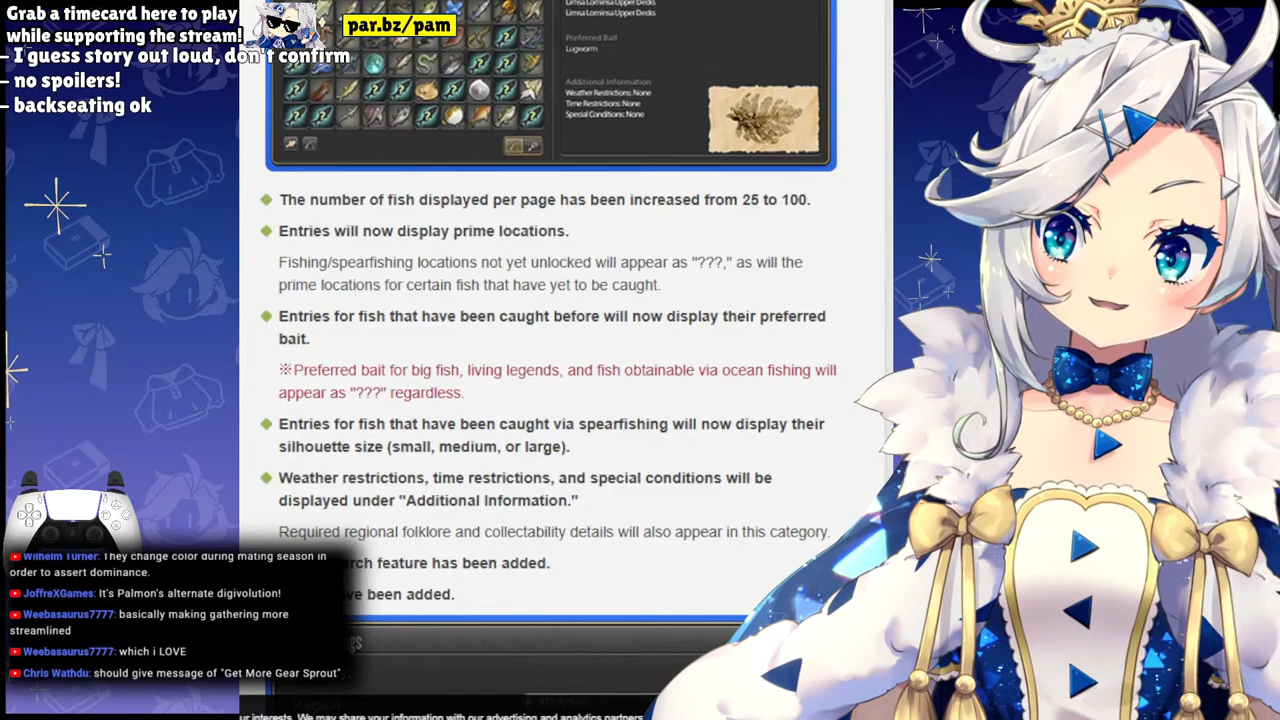 Grab a timecard here to play
while supporting the stream!
par.bz/pam
- I guess story out loud, don't confirm
- no spoilers!
- backseating ok
Limsa Lominsa Upper Decks
Limsa Lominsa Upper Decks
Preferred Bait
Lugworm
Additional Information
Weather Restrictions: None
Time Restrictions: None
Special Conditions: None
The number of fish displayed per page has been increased from 25 to 100.
Entries will now display prime locations.
Fishing/spearfishing locations not yet unlocked will appear as "???," as will the
prime locations for certain fish that have yet to be caught.
Entries for fish that have been caught before will now display their preferred
bait.
※Preferred bait for big fish, living legends, and fish obtainable via ocean fishing will
appear as "???" regardless.
Entries for fish that have been caught via spearfishing will now display their
silhouette size (small, medium, or large).
Weather restrictions, time restrictions, and special conditions will be
displayed under "Additional Information."
Required regional folklore and collectability details will also appear in this category.
rch feature has been added.
ve been added.
Wilhelm Turner: They change color during mating season in
order to assert dominance.
JoffreXGames: It's Palmon's alternate digivolution!
Weebasaurus7777: basically making gathering more
streamlined
Weebasaurus7777: which i LOVE
Chris Wathdu: should give message of "Get More Gear Sprout"
ur interests. We may share your information with our advertising and analytics partners